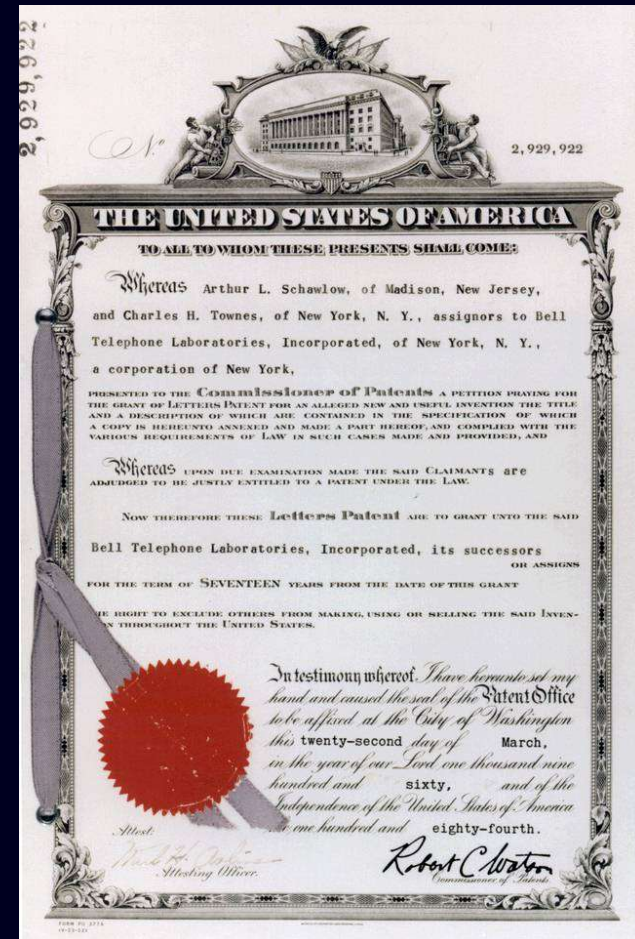 2,929,922
No.
2,929,922
THE UNITED STATES OF AMERICA
TO ALL TO WHOM THESE PRESENTS SHALL COME:
Whereas Arthur L. Schawlow, of Madison, New Jersey,
and Charles H. Townes, of New York, N. Y., assignors to Bell
Telephone Laboratories, Incorporated, of New York, N. Y.,
a corporation of New York,
PRESENTED TO THE Commissioner of Patents A PETITION PRAYING FOR
THE GRANT OF LETTERS PATENT FOR AN ALLEGED NEW AND USEFUL INVENTION THE TITLE
AND A DESCRIPTION OF WHICH ARE CONTAINED IN THE SPECIFICATION OF WHICH
A COPY IS HEREUNTO ANNEXED AND MADE A PART HEREOF, AND COMPLIED WITH THE
VARIOUS REQUIREMENTS OF LAW IN SUCH CASES MADE AND PROVIDED, AND
Whereas UPON DUE EXAMINATION MADE THE SAID CLAIMANTS are
ADJUDGED TO BE JUSTLY ENTITLED TO A PATENT UNDER THE LAW.
NOW THEREFORE THESE Letters Patent ARE TO GRANT UNTO THE SAID
Bell Telephone Laboratories, Incorporated, its successors
OR ASSIGNS
FOR THE TERM OF SEVENTEEN YEARS FROM THE DATE OF THIS GRANT
HE RIGHT TO EXCLUDE OTHERS FROM MAKING, USING OR SELLING THE SAID INVEN-
ON THROUGHOUT THE UNITED STATES.
In testimony whereof I have hereunto set my
hand and caused the seal of the Patent Office
to be affixed at the City of Washington
this twenty-second day of March,
in the year of our Lord one thousand nine
hundred and sixty, and of the
Independence of the United States of America
he one hundred and eighty-fourth.
Attest:
Attesting Officer.
Robert C Watson
Commissioner of Patents